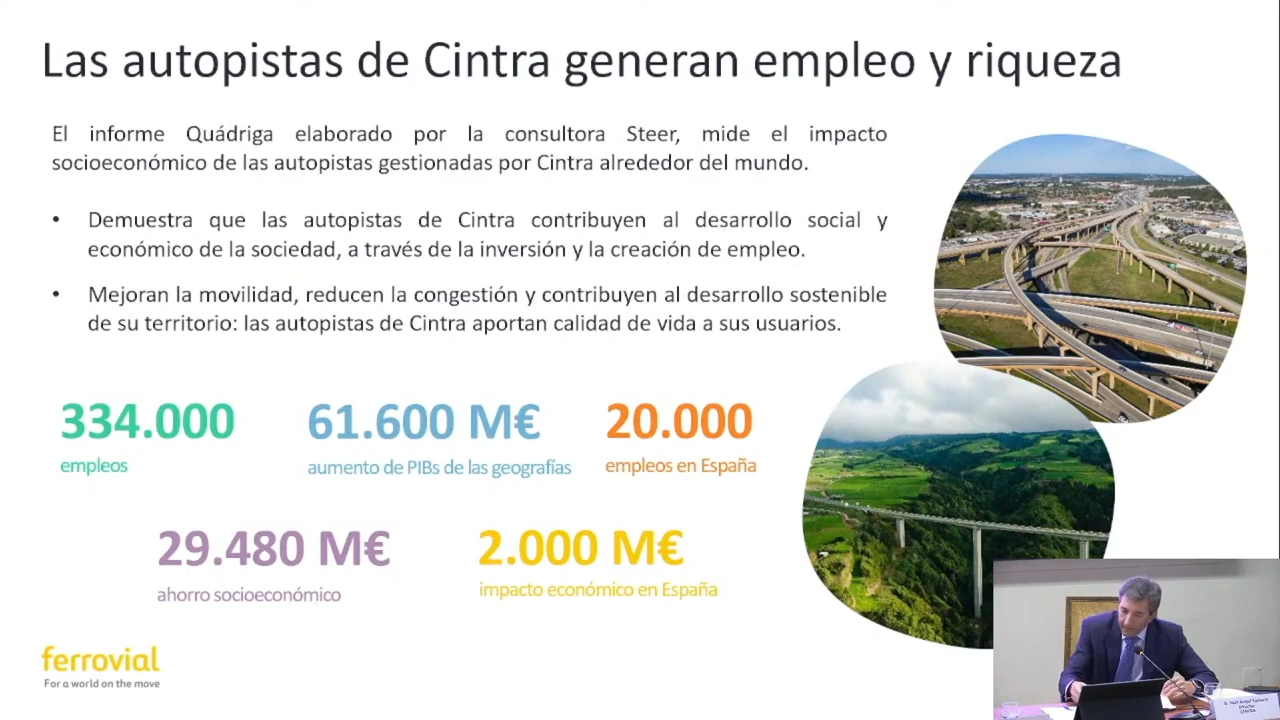 Las autopistas de Cintra generan empleo y riqueza
El informe Quádriga elaborado por la consultora Steer, mide el impacto
socioeconómico de las autopistas gestionadas por Cintra alrededor del mundo.
• Demuestra que las autopistas de Cintra contribuyen al desarrollo social y
económico de la sociedad, a través de la inversión y la creación de empleo.
• Mejoran la movilidad, reducen la congestión y contribuyen al desarrollo sostenible
de su territorio: las autopistas de Cintra aportan calidad de vida a sus usuarios.
334.000
empleos
61.600 M€
aumento de PIBs de las geografías
20.000
empleos en España
29.480 M€
ahorro socioeconómico
2.000 M€
impacto económico en España
ferrovial
For a world on the move